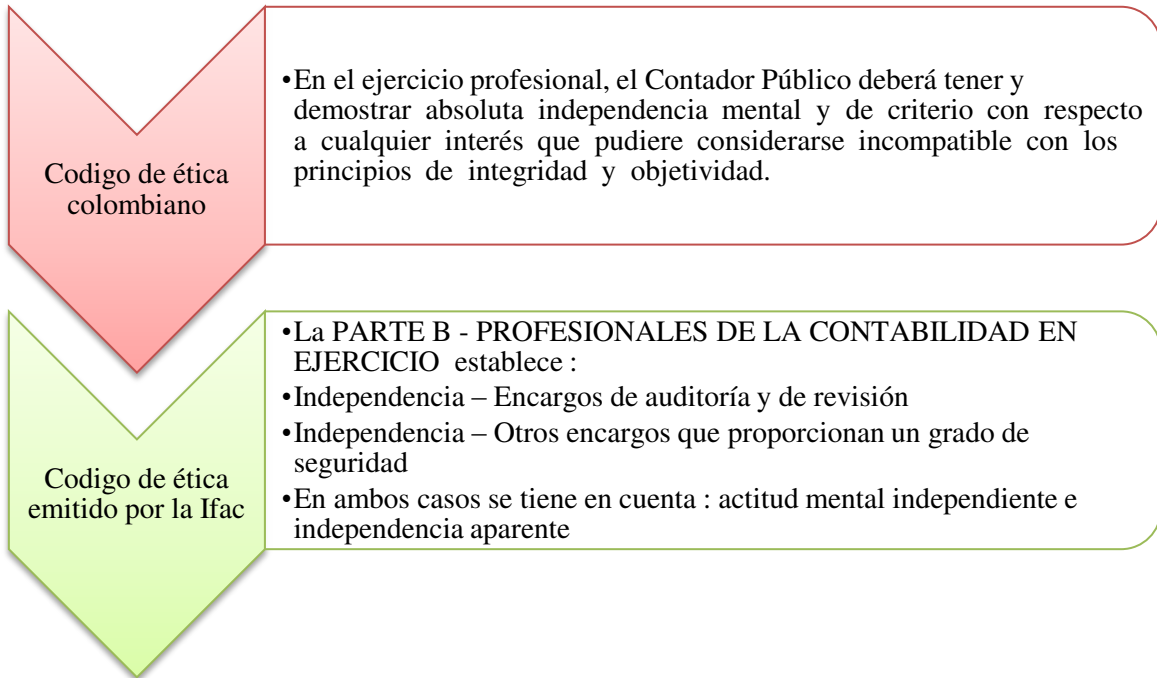 Codigo de ética
colombiano
•En el ejercicio profesional, el Contador Público deberá tener y
demostrar absoluta independencia mental y de criterio con respecto
a cualquier interés que pudiere considerarse incompatible con los
principios de integridad y objetividad.
Codigo de ética
emitido por la Ifac
•La PARTE B - PROFESIONALES DE LA CONTABILIDAD EN
EJERCICIO establece :
•Independencia – Encargos de auditoría y de revisión
•Independencia – Otros encargos que proporcionan un grado de
seguridad
•En ambos casos se tiene en cuenta : actitud mental independiente e
independencia aparente